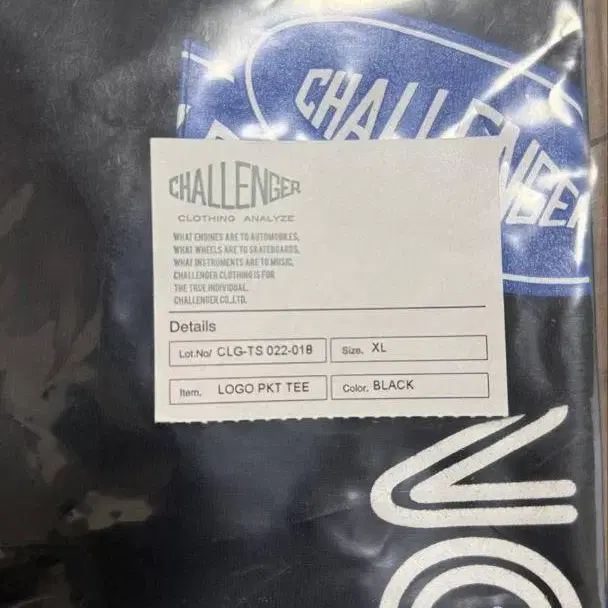 CHALLENGER
CHALLENGER
CLOTHING ANALYZE
WHAT ENGINES ARE TO AUTOMOBILES,
WHAT WHEELS ARE TO SKATEBOARDS,
WHAT INSTRUMENTS ARE TO MUSIC,
CHALLENGER CLOTHING IS FOR
THE TRUE INDIVIDUAL.
CHALLENGER CO.,LTD.
Details
Lot.No/ CLG-TS 022-018 Size. XL
Item. LOGO PKT TEE Color. BLACK